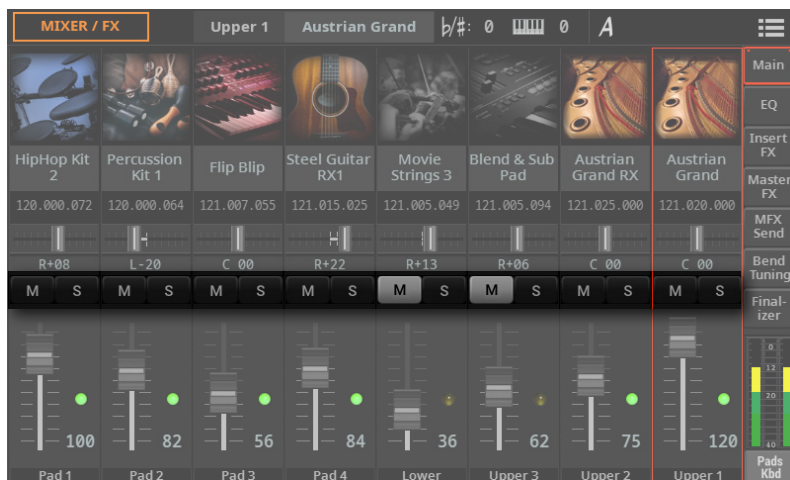 MIXER / FX Upper 1 Austrian Grand ♭/#: 0 0 A
Main
EQ
Insert
FX
Master
FX
MFX
Send
Bend
Tuning
Final-
izer
HipHop Kit
2
Percussion
Kit 1
Flip Blip
Steel Guitar
RX1
Movie
Strings 3
Blend & Sub
Pad
Austrian
Grand RX
Austrian
Grand
120.000.072 120.000.064 121.007.055 121.015.025 121.005.049 121.005.094 121.025.000 121.020.000
R+08 L-20 C 00 R+22 R+13 R+06 C 00 C 00
M S M S M S M S M S M S M S M S
0
12
20
40
100 82 56 84 36 62 75 120
Pad 1 Pad 2 Pad 3 Pad 4 Lower Upper 3 Upper 2 Upper 1
Pads
Kbd